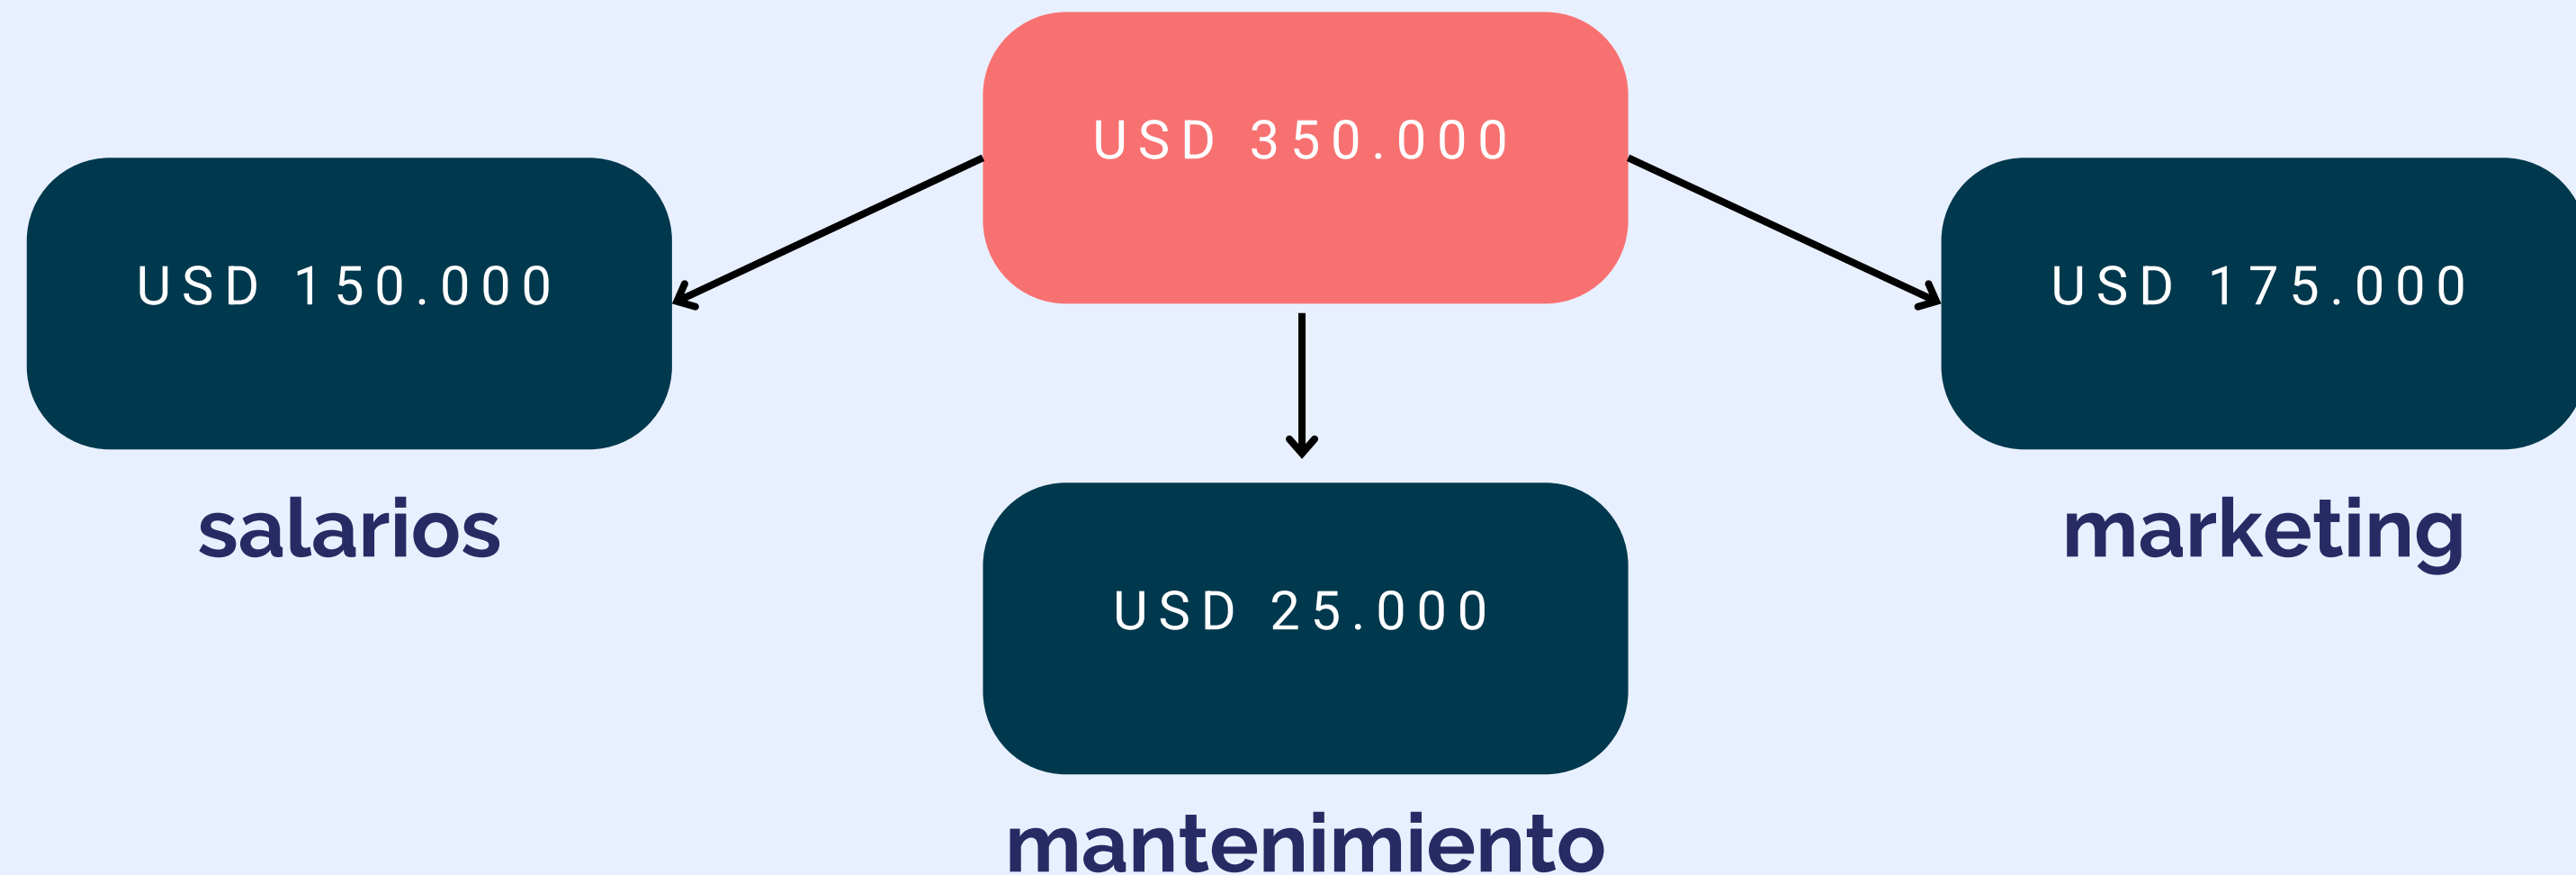 USD 350.000
USD 150.000
USD 175.000
salarios
marketing
USD 25.000
mantenimiento